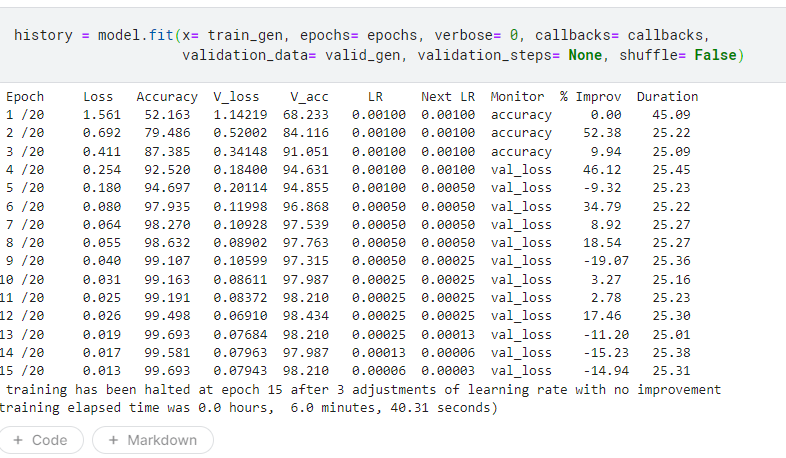 history = model.fit(x= train_gen, epochs= epochs, verbose= 0, callbacks= callbacks,
validation_data= valid_gen, validation_steps= None, shuffle= False)
Epoch Loss Accuracy V_loss V_acc LR Next LR Monitor % Improv Duration
1 /20 1.561 52.163 1.14219 68.233 0.00100 0.00100 accuracy 0.00 45.09
2 /20 0.692 79.486 0.52002 84.116 0.00100 0.00100 accuracy 52.38 25.22
3 /20 0.411 87.385 0.34148 91.051 0.00100 0.00100 accuracy 9.94 25.09
4 /20 0.254 92.520 0.18400 94.631 0.00100 0.00100 val_loss 46.12 25.45
5 /20 0.180 94.697 0.20114 94.855 0.00100 0.00050 val_loss -9.32 25.23
6 /20 0.080 97.935 0.11998 96.868 0.00050 0.00050 val_loss 34.79 25.22
7 /20 0.064 98.270 0.10928 97.539 0.00050 0.00050 val_loss 8.92 25.27
8 /20 0.055 98.632 0.08902 97.763 0.00050 0.00050 val_loss 18.54 25.27
9 /20 0.040 99.107 0.10599 97.315 0.00050 0.00025 val_loss -19.07 25.36
10 /20 0.031 99.163 0.08611 97.987 0.00025 0.00025 val_loss 3.27 25.16
11 /20 0.025 99.191 0.08372 98.210 0.00025 0.00025 val_loss 2.78 25.23
12 /20 0.026 99.498 0.06910 98.434 0.00025 0.00025 val_loss 17.46 25.30
13 /20 0.019 99.693 0.07684 98.210 0.00025 0.00013 val_loss -11.20 25.01
14 /20 0.017 99.581 0.07963 97.987 0.00013 0.00006 val_loss -15.23 25.38
15 /20 0.013 99.693 0.07943 98.210 0.00006 0.00003 val_loss -14.94 25.31
training has been halted at epoch 15 after 3 adjustments of learning rate with no improvement
training elapsed time was 0.0 hours, 6.0 minutes, 40.31 seconds)
+ Code + Markdown